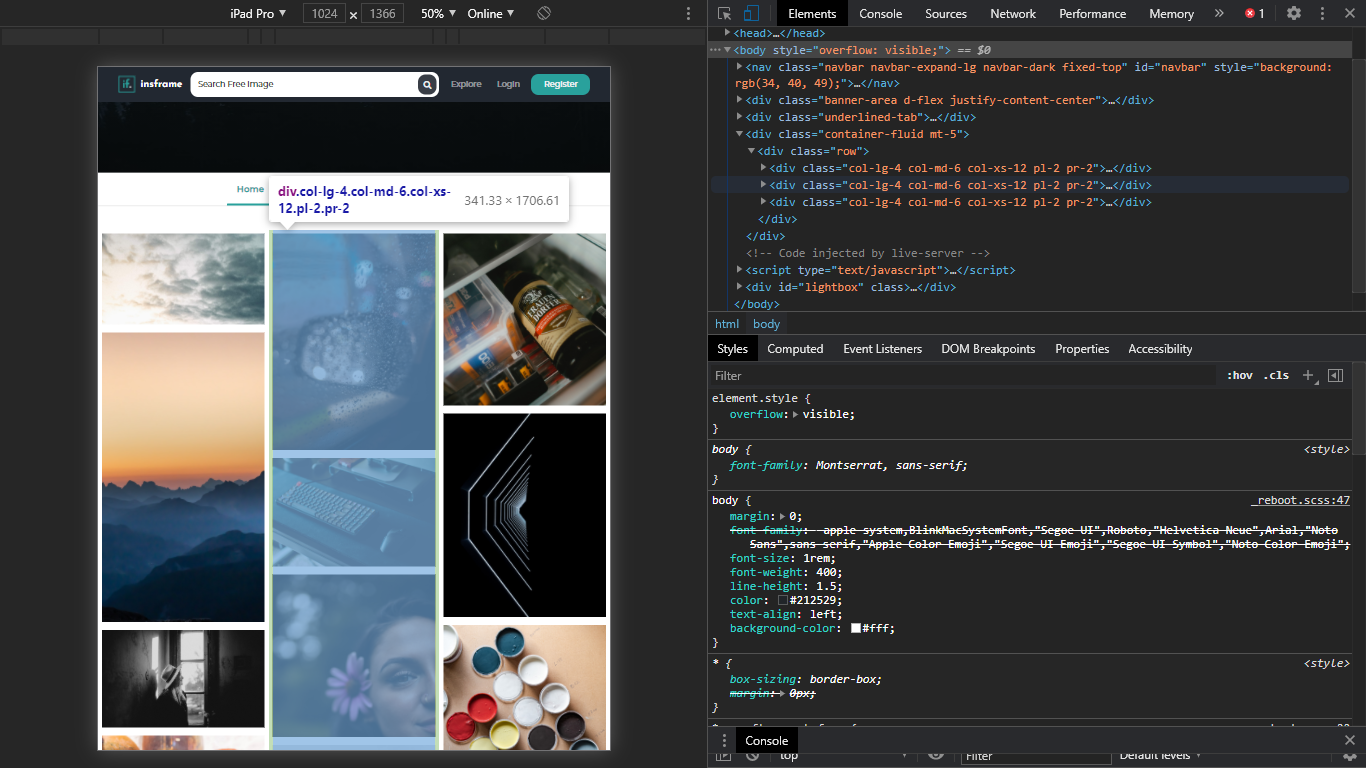 iPad Pro ▼ 1024 × 1366 50% ▼ Online ▼
if. insframe Search Free Image Explore Login Register
Home
div.col-lg-4.col-md-6.col-xs-
12.pl-2.pr-2 341.33 × 1706.61
TRAUEN
DORFER
Elements Console Sources Network Performance Memory » 1
<head>…</head>
<body style="overflow: visible;"> == $0
<nav class="navbar navbar-expand-lg navbar-dark fixed-top" id="navbar" style="background:
rgb(34, 40, 49);">…</nav>
<div class="banner-area d-flex justify-content-center">…</div>
<div class="underlined-tab">…</div>
<div class="container-fluid mt-5">
<div class="row">
<div class="col-lg-4 col-md-6 col-xs-12 pl-2 pr-2">…</div>
<div class="col-lg-4 col-md-6 col-xs-12 pl-2 pr-2">…</div>
<div class="col-lg-4 col-md-6 col-xs-12 pl-2 pr-2">…</div>
</div>
</div>
<!-- Code injected by live-server -->
<script type="text/javascript">…</script>
<div id="lightbox" class>…</div>
</body>
html body
Styles Computed Event Listeners DOM Breakpoints Properties Accessibility
Filter :hov .cls +
element.style {
overflow: visible;
}
body { <style>
font-family: Montserrat, sans-serif;
}
body { _reboot.scss:47
margin: 0;
font-family: -apple-system,BlinkMacSystemFont,"Segoe UI",Roboto,"Helvetica Neue",Arial,"Noto
Sans",sans-serif,"Apple Color Emoji","Segoe UI Emoji","Segoe UI Symbol","Noto Color Emoji";
font-size: 1rem;
font-weight: 400;
line-height: 1.5;
color: #212529;
text-align: left;
background-color: #fff;
}
* { <style>
box-sizing: border-box;
margin: 0px;
}
Console
top Filter Default levels